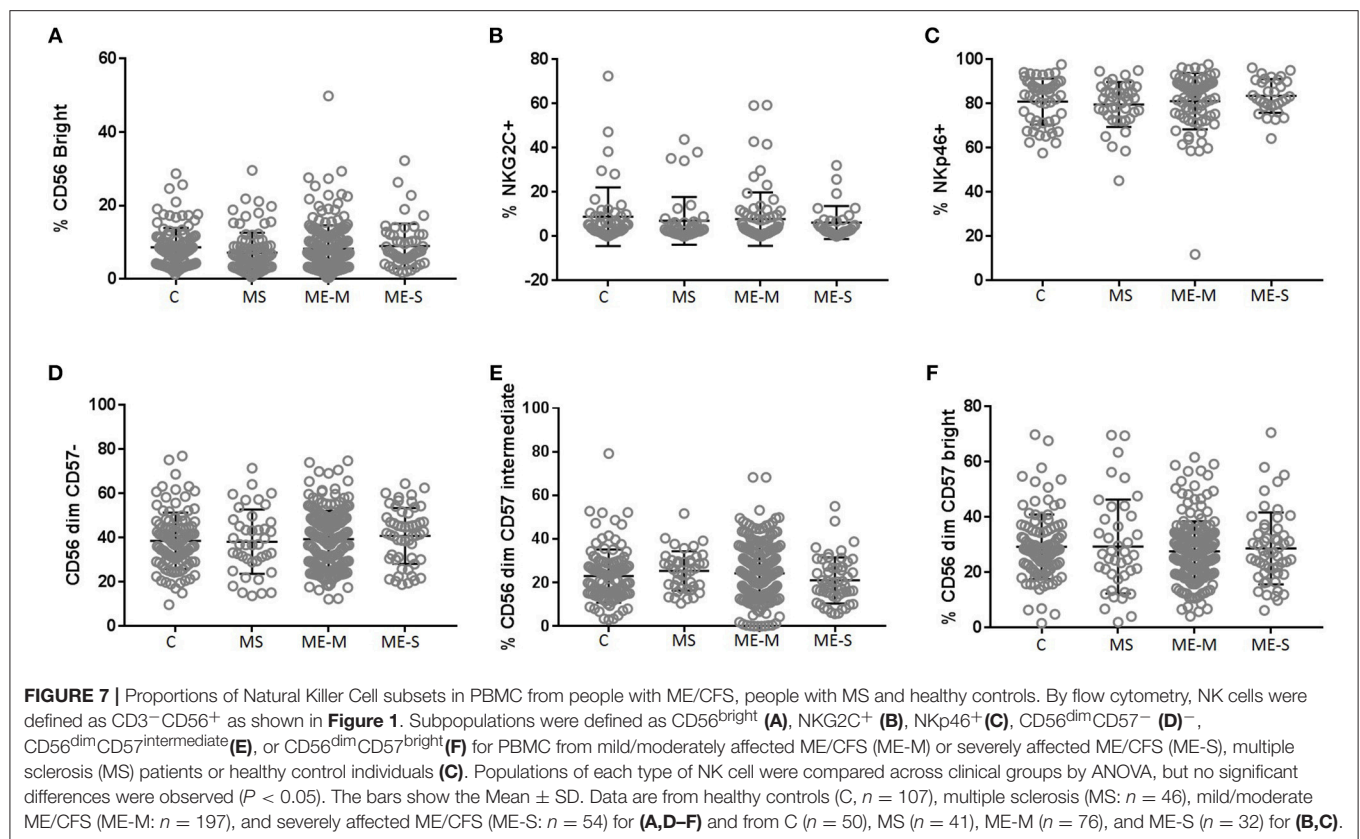 A
% CD56 Bright
60
40
20
0
C MS ME-M ME-S
B
% NKG2C+
80
60
40
20
0
-20
C MS ME-M ME-S
C
% NKp46+
100
80
60
40
20
0
C MS ME-M ME-S
D
CD56 dim CD57-
100
80
60
40
20
0
C MS ME-M ME-S
E
% CD56 dim CD57 intermediate
100
80
60
40
20
0
C MS ME-M ME-S
F
% CD56 dim CD57 bright
100
80
60
40
20
0
C MS ME-M ME-S
FIGURE 7 | Proportions of Natural Killer Cell subsets in PBMC from people with ME/CFS, people with MS and healthy controls. By flow cytometry, NK cells were
defined as CD3−CD56+ as shown in Figure 1. Subpopulations were defined as CD56bright (A), NKG2C+ (B), NKp46+(C), CD56dimCD57− (D)−,
CD56dimCD57intermediate(E), or CD56dimCD57bright(F) for PBMC from mild/moderately affected ME/CFS (ME-M) or severely affected ME/CFS (ME-S), multiple
sclerosis (MS) patients or healthy control individuals (C). Populations of each type of NK cell were compared across clinical groups by ANOVA, but no significant
differences were observed (P < 0.05). The bars show the Mean ± SD. Data are from healthy controls (C, n = 107), multiple sclerosis (MS: n = 46), mild/moderate
ME/CFS (ME-M: n = 197), and severely affected ME/CFS (ME-S: n = 54) for (A,D–F) and from C (n = 50), MS (n = 41), ME-M (n = 76), and ME-S (n = 32) for (B,C).